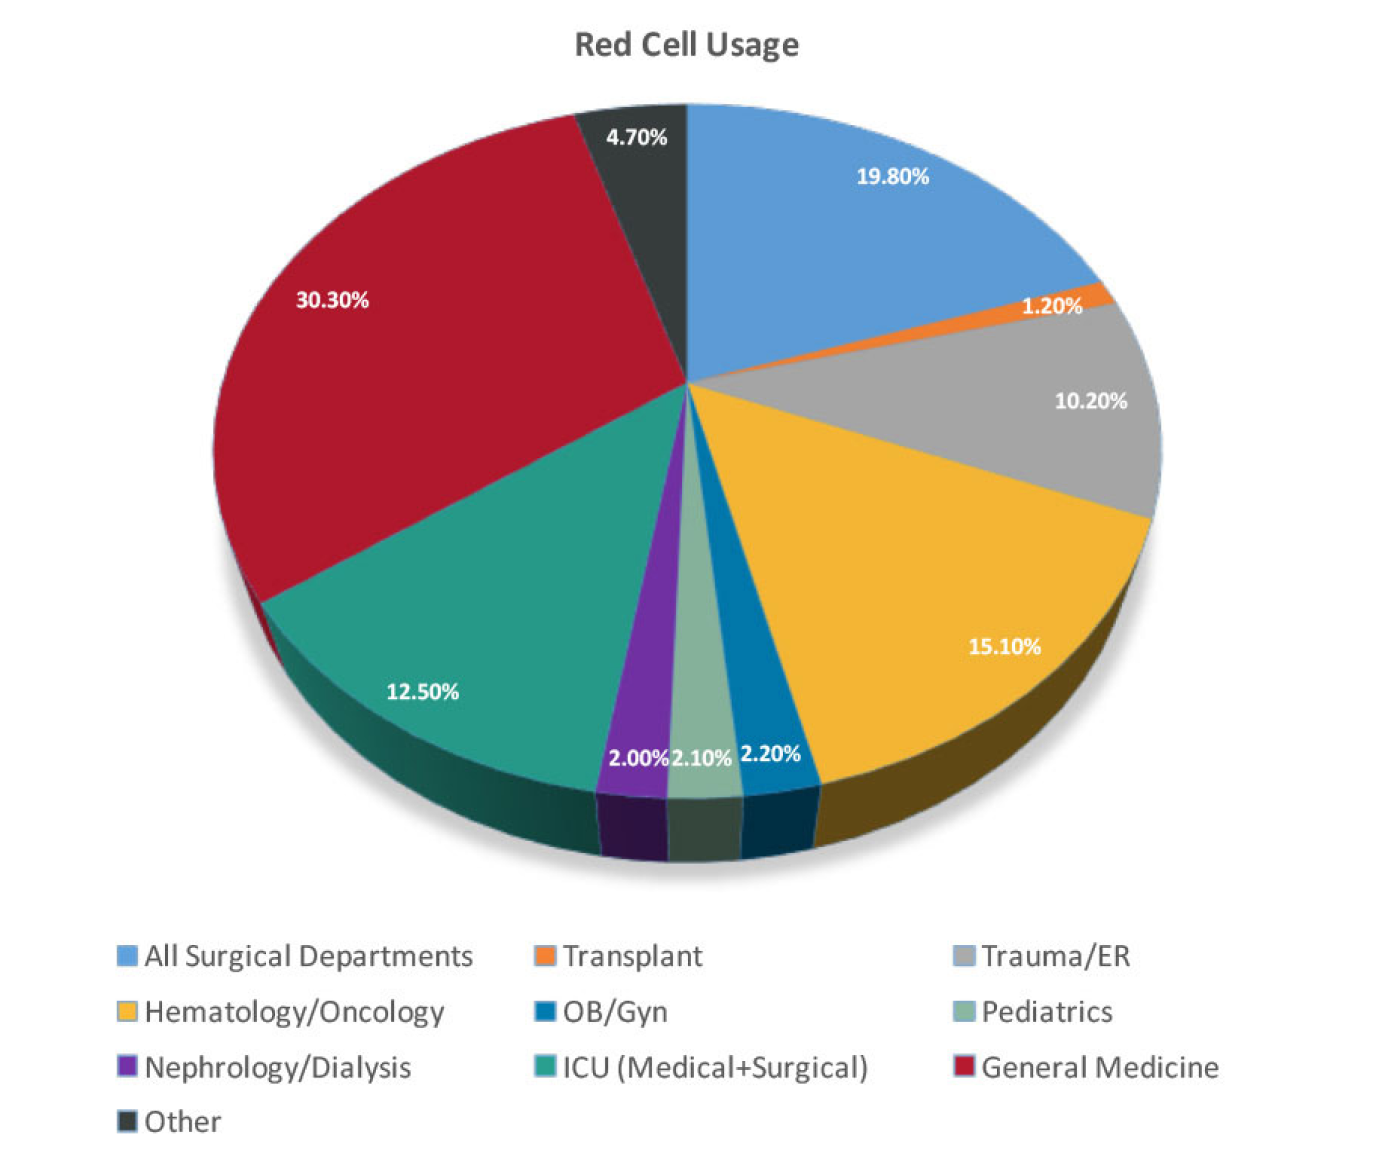 Red Cell Usage
4.70%
19.80%
30.30%
1.20%
10.20%
15.10%
12.50%
2.00%
2.10%
2.20%
All Surgical Departments
Transplant
Trauma/ER
Hematology/Oncology
OB/Gyn
Pediatrics
Nephrology/Dialysis
ICU (Medical+Surgical)
General Medicine
Other